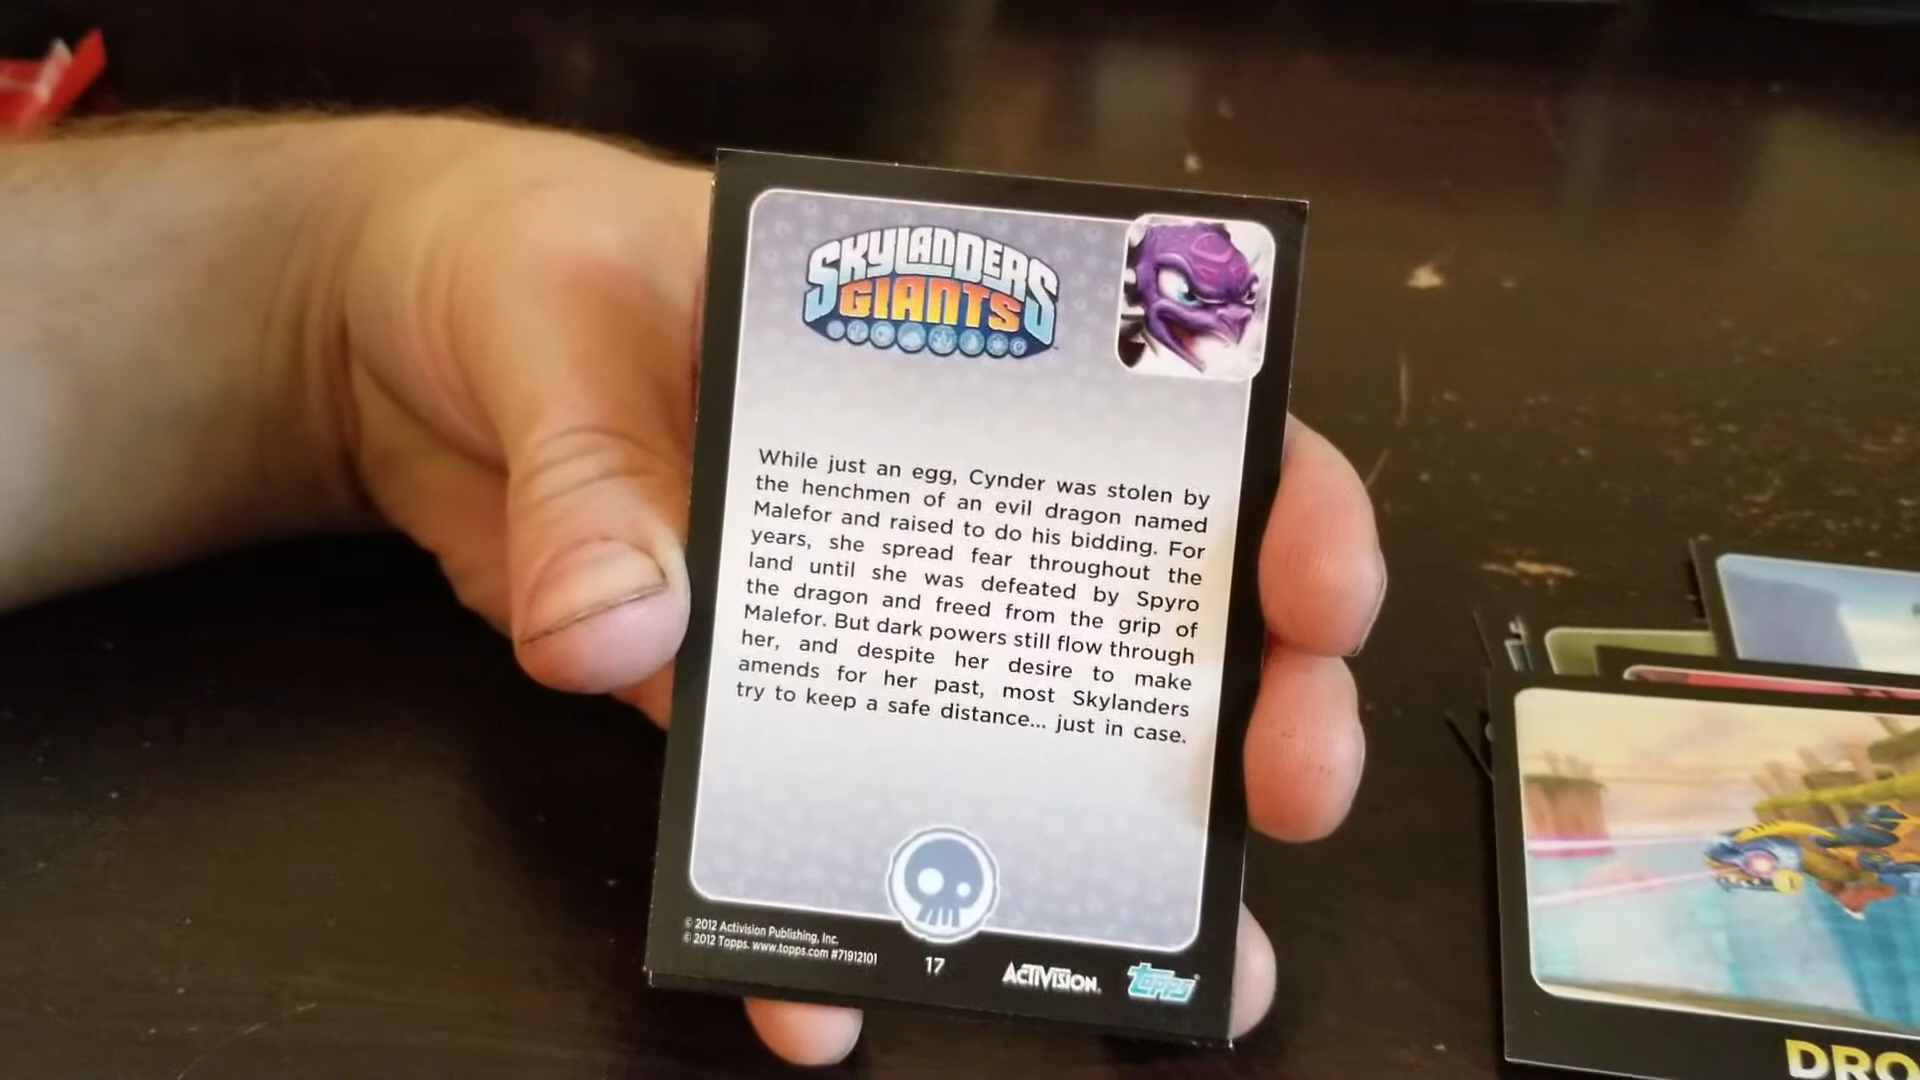 SKYLANDERS
GIANTS
While just an egg, Cynder was stolen by
the henchmen of an evil dragon named
Malefor and raised to do his bidding. For
years, she spread fear throughout the
land until she was defeated by Spyro
the dragon and freed from the grip of
Malefor. But dark powers still flow through
her, and despite her desire to make
amends for her past, most Skylanders
try to keep a safe distance... just in case.
© 2012 Activision Publishing, Inc.
© 2012 Topps. www.topps.com #71912101
17
ACTIVISION.
topps
DRO